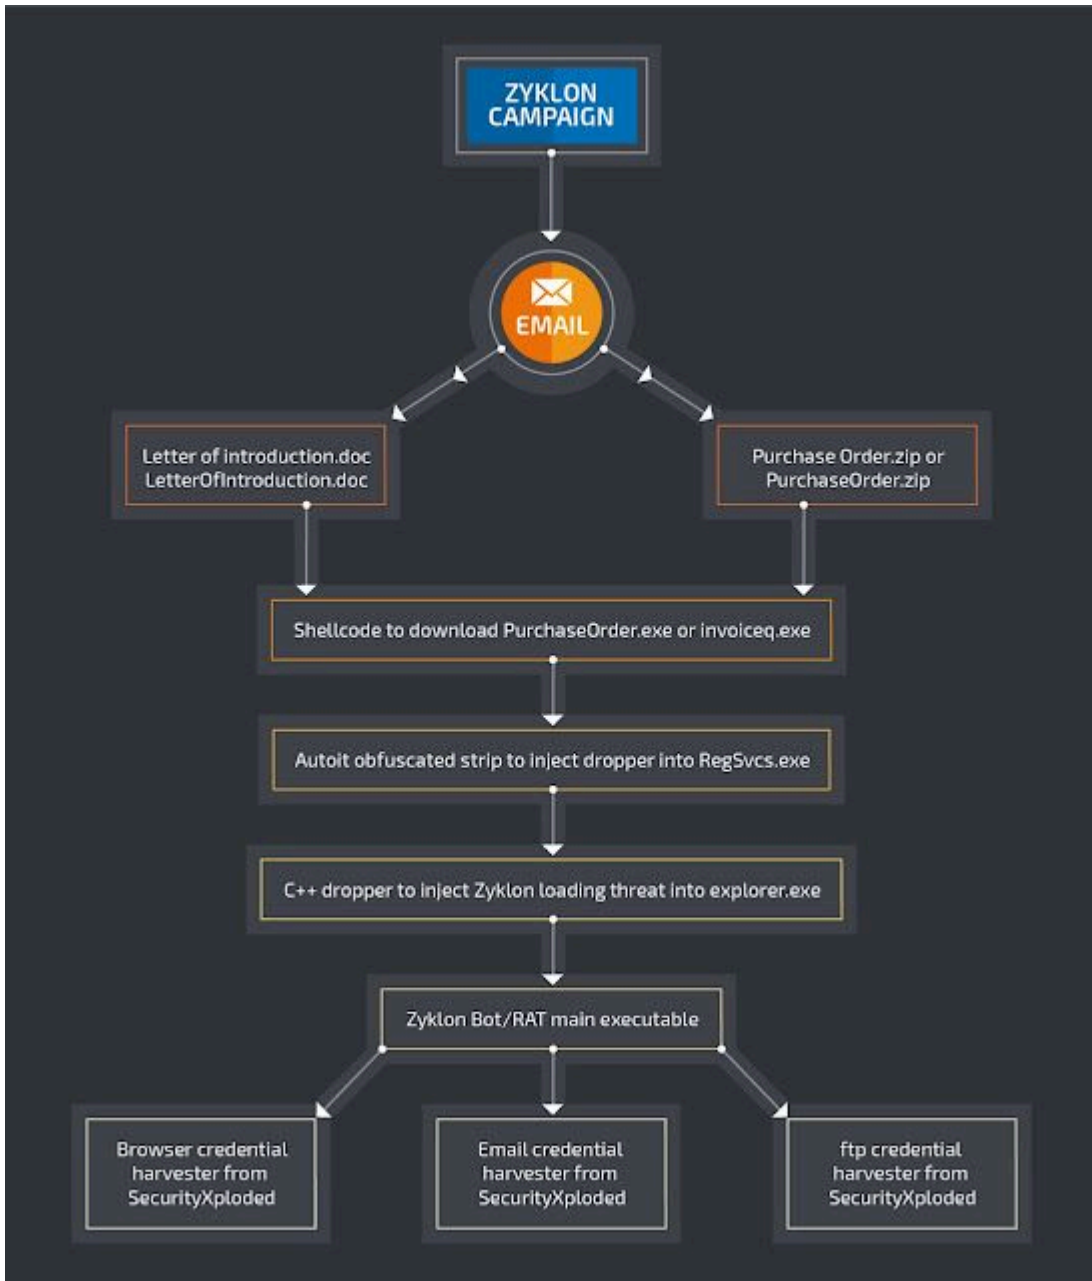 ZYKLON
CAMPAIGN
EMAIL
Letter of introduction.doc
LetterOfIntroduction.doc
Purchase Order.zip or
PurchaseOrder.zip
Shellcode to download PurchaseOrder.exe or invoiceq.exe
Autoit obfuscated strip to inject dropper into RegSvcs.exe
C++ dropper to inject Zyklon loading threat into explorer.exe
Zyklon Bot/RAT main executable
Browser credential
harvester from
SecurityXploded
Email credential
harvester from
SecurityXploded
ftp credential
harvester from
SecurityXploded